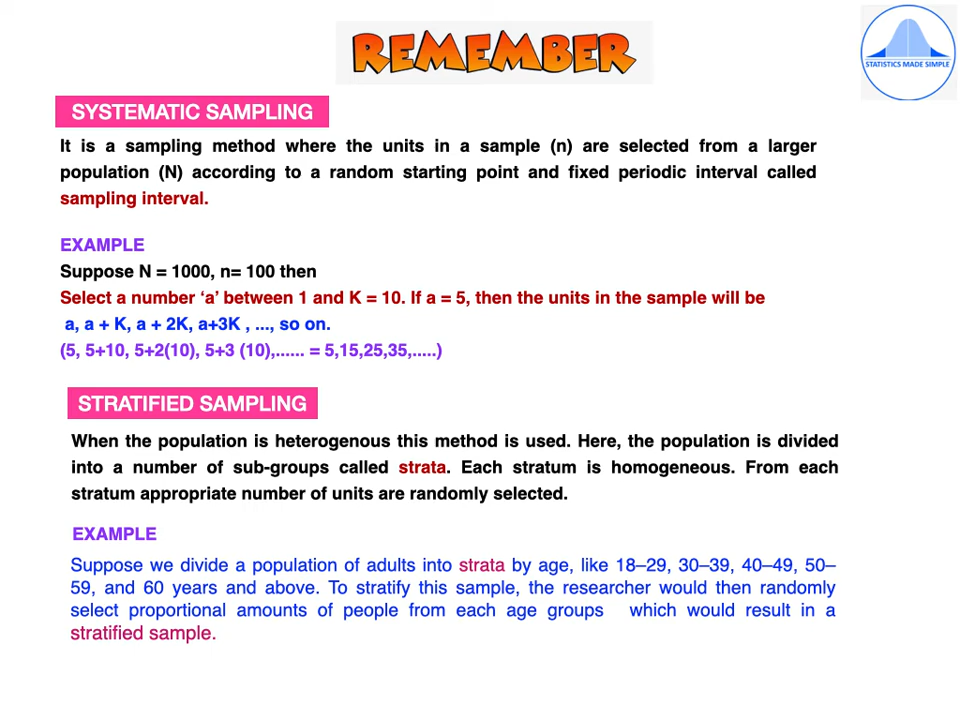 REMEMBER
STATISTICS MADE SIMPLE
SYSTEMATIC SAMPLING
It is a sampling method where the units in a sample (n) are selected from a larger
population (N) according to a random starting point and fixed periodic interval called
sampling interval.
EXAMPLE
Suppose N = 1000, n= 100 then
Select a number ‘a’ between 1 and K = 10. If a = 5, then the units in the sample will be
a, a + K, a + 2K, a+3K , ..., so on.
(5, 5+10, 5+2(10), 5+3 (10),...... = 5,15,25,35,.....)
STRATIFIED SAMPLING
When the population is heterogenous this method is used. Here, the population is divided
into a number of sub-groups called strata. Each stratum is homogeneous. From each
stratum appropriate number of units are randomly selected.
EXAMPLE
Suppose we divide a population of adults into strata by age, like 18–29, 30–39, 40–49, 50–
59, and 60 years and above. To stratify this sample, the researcher would then randomly
select proportional amounts of people from each age groups which would result in a
stratified sample.